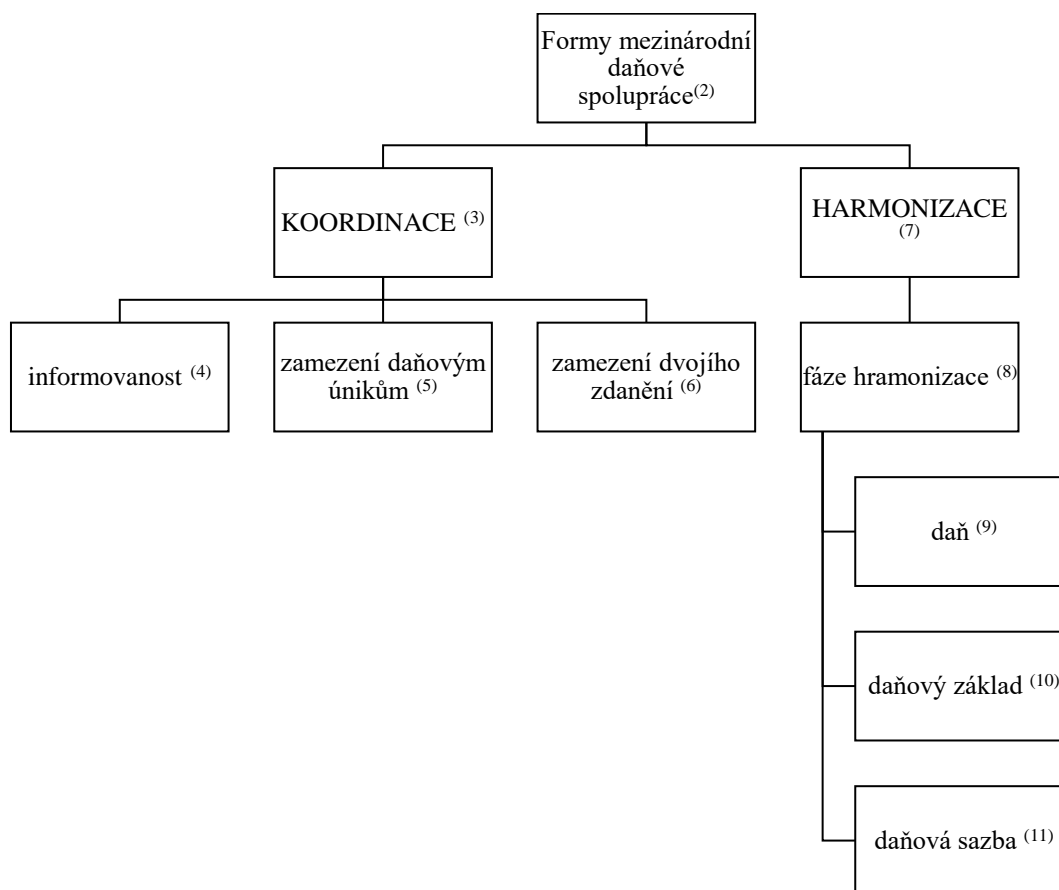 Formy mezinárodní
daňové
spolupráce(2)
KOORDINACE (3)
HARMONIZACE
(7)
informovanost (4)
zamezení daňovým
únikům (5)
zamezení dvojího
zdanění (6)
fáze hramonizace (8)
daň (9)
daňový základ (10)
daňová sazba (11)